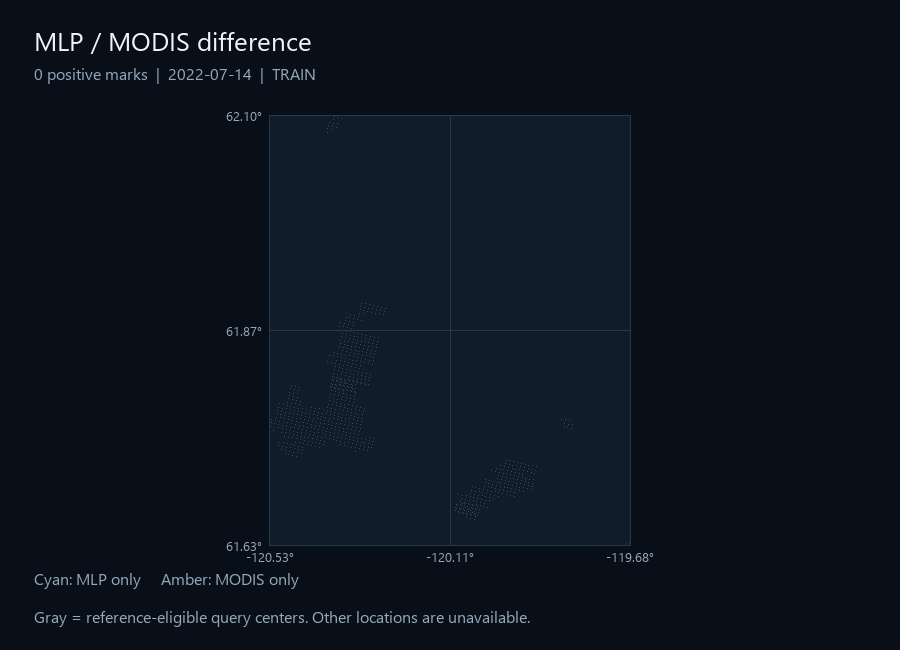 MLP / MODIS difference
0 positive marks | 2022-07-14 | TRAIN
62.10°
61.87°
61.63°
-120.53° -120.11° -119.68°
Cyan: MLP only Amber: MODIS only
Gray = reference-eligible query centers. Other locations are unavailable.